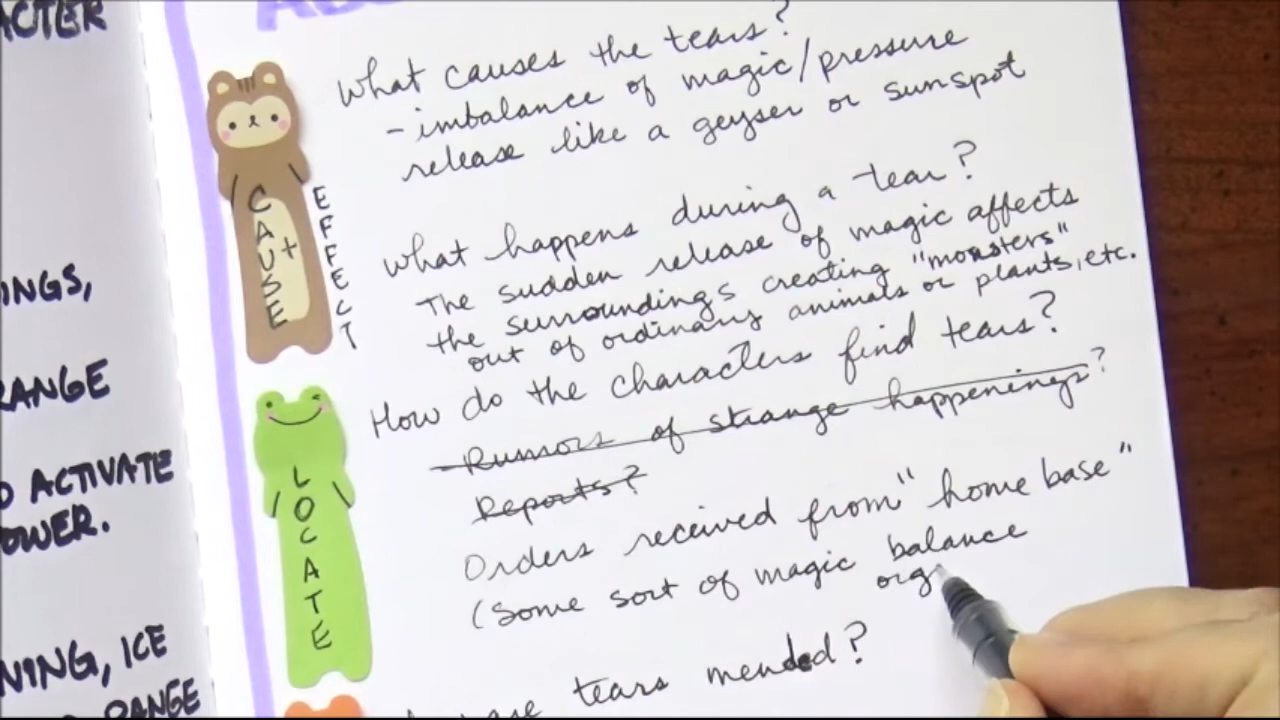 ACTER
INGS,
RANGE
ACTIVATE
OWER.
NING, ICE
RANGE
CAUSE
+
EFFECT
What causes the tears?
- imbalance of magic/pressure
release like a geyser or sunspot
What happens during a tear?
The sudden release of magic affects
the surroundings creating "monsters"
out of ordinary animals or plants, etc.
LOCATE
How do the characters find tears?
- Rumors of strange happenings?
Reports?
Orders received from "home base"
(Some sort of magic balance
org
tears mended?